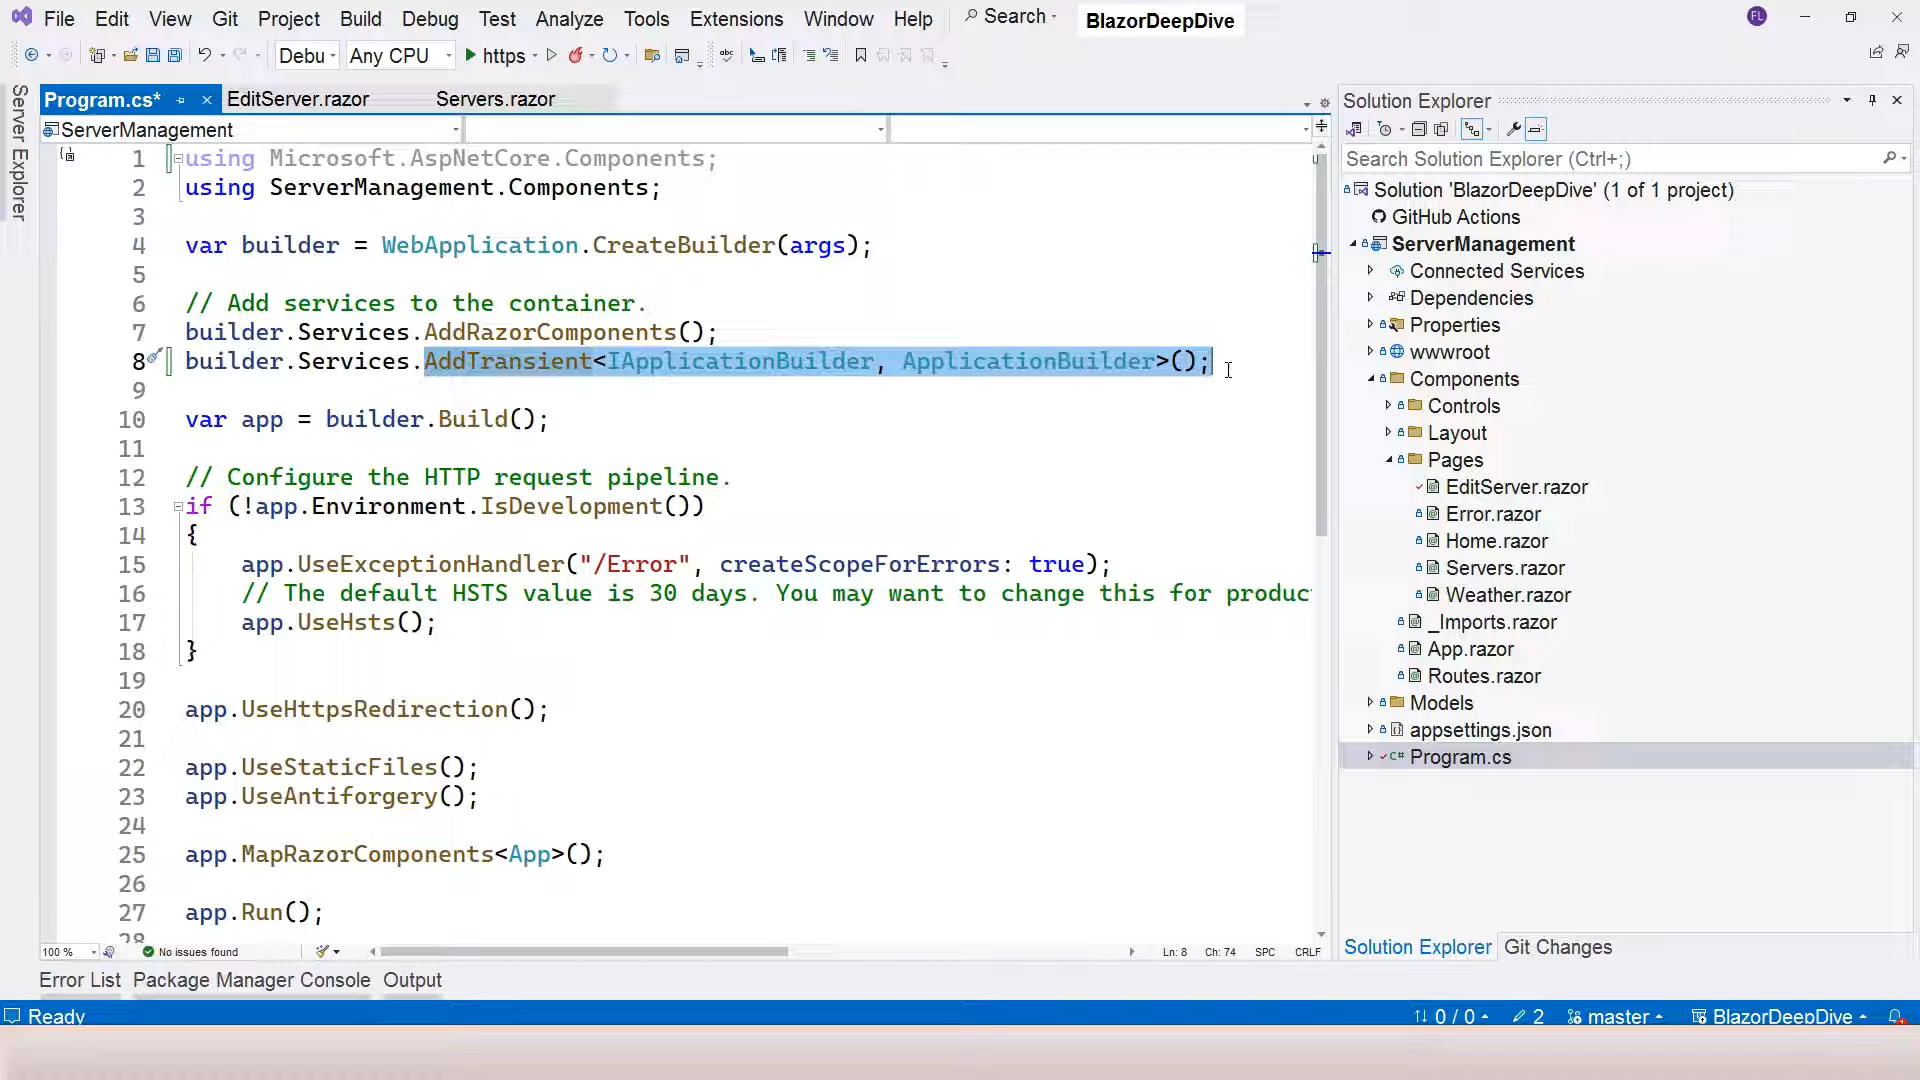 File Edit View Git Project Build Debug Test Analyze Tools Extensions Window Help Search BlazorDeepDive FL
Debu Any CPU https
Server Explorer
Program.cs* EditServer.razor Servers.razor
ServerManagement
1 using Microsoft.AspNetCore.Components;
2 using ServerManagement.Components;
3
4 var builder = WebApplication.CreateBuilder(args);
5
6 // Add services to the container.
7 builder.Services.AddRazorComponents();
8 builder.Services.AddTransient<IApplicationBuilder, ApplicationBuilder>();
9
10 var app = builder.Build();
11
12 // Configure the HTTP request pipeline.
13 if (!app.Environment.IsDevelopment())
14 {
15 app.UseExceptionHandler("/Error", createScopeForErrors: true);
16 // The default HSTS value is 30 days. You may want to change this for produc
17 app.UseHsts();
18 }
19
20 app.UseHttpsRedirection();
21
22 app.UseStaticFiles();
23 app.UseAntiforgery();
24
25 app.MapRazorComponents<App>();
26
27 app.Run();
28
100 % No issues found Ln: 8 Ch: 74 SPC CRLF
Solution Explorer
Search Solution Explorer (Ctrl+;)
Solution 'BlazorDeepDive' (1 of 1 project)
GitHub Actions
ServerManagement
Connected Services
Dependencies
Properties
wwwroot
Components
Controls
Layout
Pages
EditServer.razor
Error.razor
Home.razor
Servers.razor
Weather.razor
_Imports.razor
App.razor
Routes.razor
Models
appsettings.json
C# Program.cs
Solution Explorer Git Changes
Error List Package Manager Console Output
Ready 0 / 0 2 master BlazorDeepDive